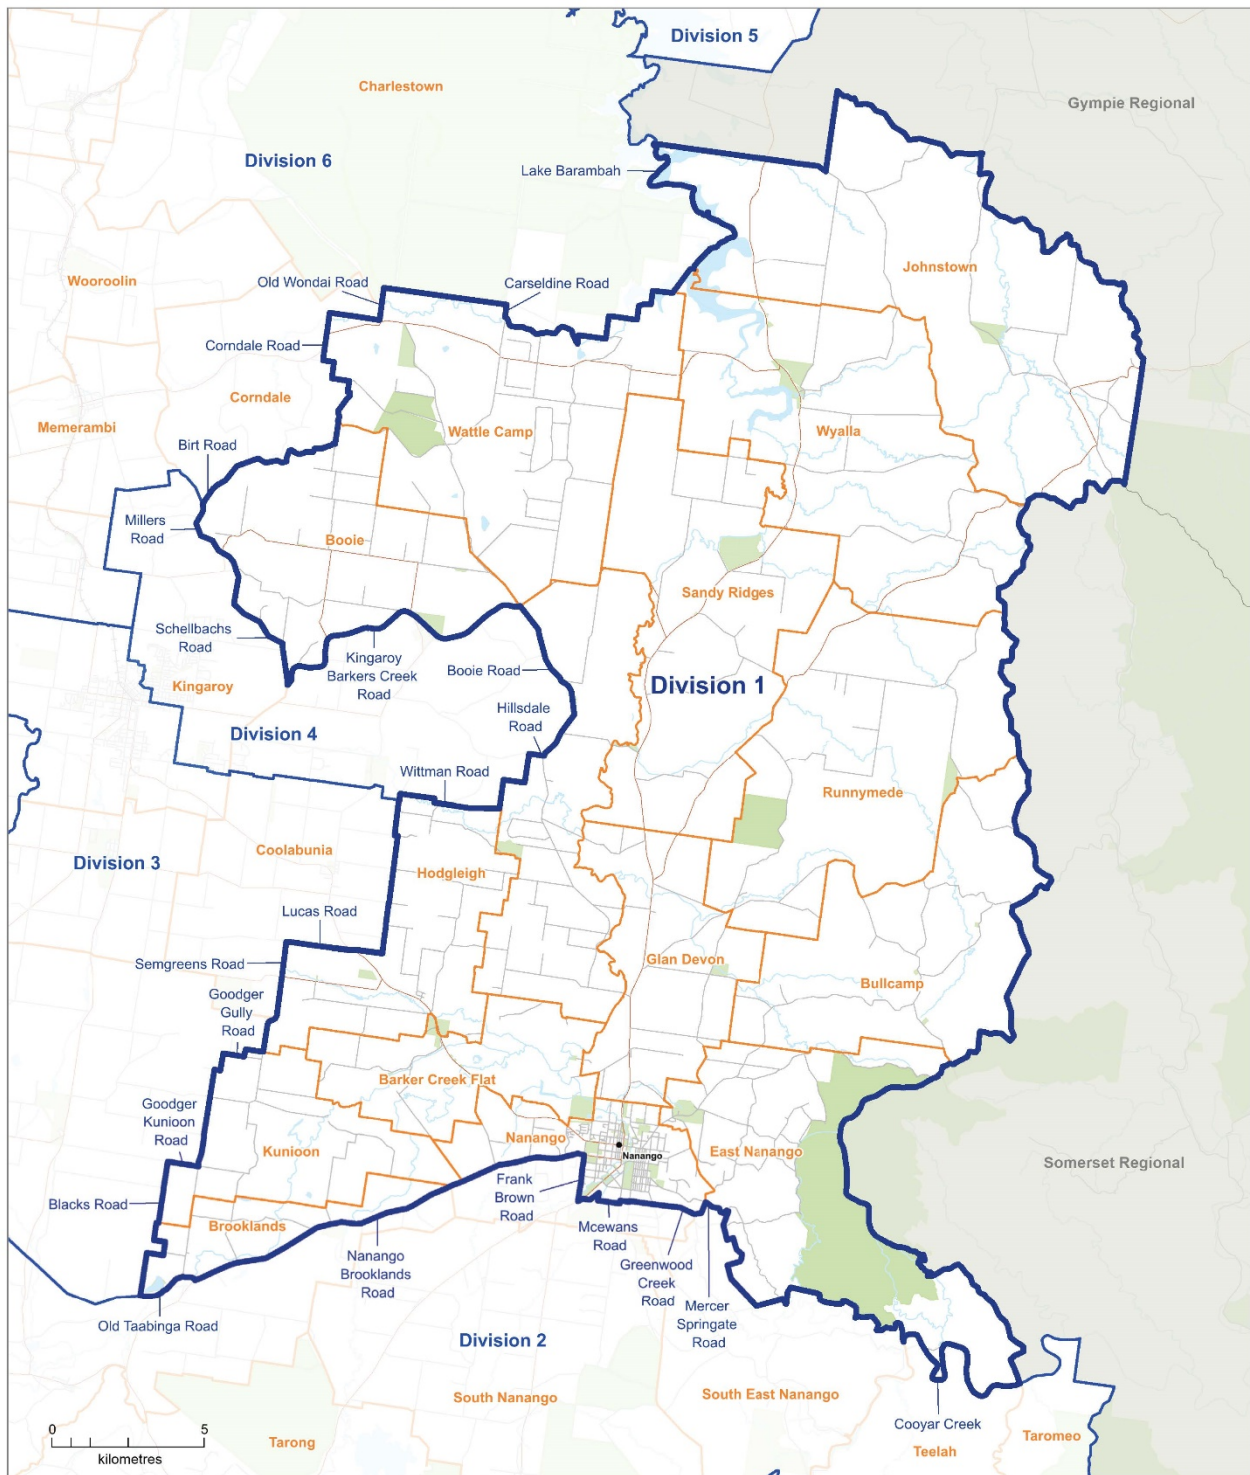 Division 5
Charlestown
Gympie Regional
Division 6
Lake Barambah
Johnstown
Wooroolin
Old Wondai Road
Carseldine Road
Corndale Road
Corndale
Memerambi
Wattle Camp
Wyalla
Birt Road
Millers
Road
Booie
Sandy Ridges
Schellbachs
Road
Kingaroy
Barkers Creek
Road
Booie Road
Kingaroy
Division 1
Hillsdale
Road
Division 4
Wittman Road
Runnymede
Coolabunia
Division 3
Hodgleigh
Lucas Road
Semgreens Road
Glan Devon
Bullcamp
Goodger
Gully
Road
Barker Creek Flat
Goodger
Kunioon
Road
Nanango
Kunioon
Nanango
East Nanango
Somerset Regional
Blacks Road
Frank
Brown
Road
Brooklands
Mcewans
Road
Nanango
Brooklands
Road
Greenwood
Creek
Road
Mercer
Springate
Road
Old Taabinga Road
Division 2
South Nanango
South East Nanango
Cooyar Creek
Tarong
Teelah
Taromeo
0 5
kilometres